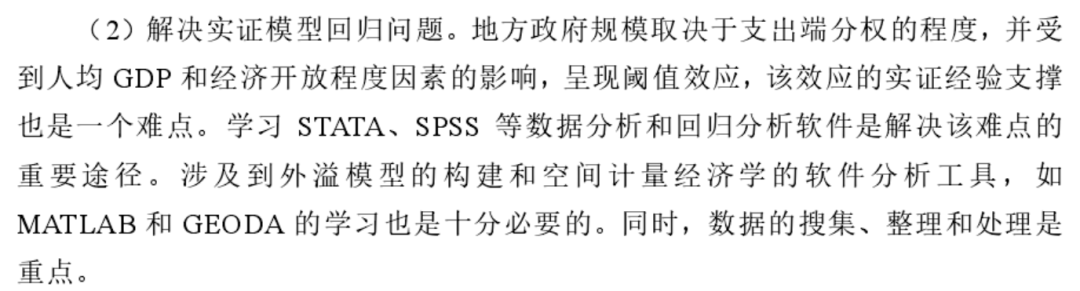 （2）解决实证模型回归问题。地方政府规模取决于支出端分权的程度，并受
到人均 GDP 和经济开放程度因素的影响，呈现阈值效应，该效应的实证经验支撑
也是一个难点。学习 STATA、SPSS 等数据分析和回归分析软件是解决该难点的
重要途径。涉及到外溢模型的构建和空间计量经济学的软件分析工具，如
MATLAB 和 GEODA 的学习也是十分必要的。同时，数据的搜集、整理和处理是
重点。